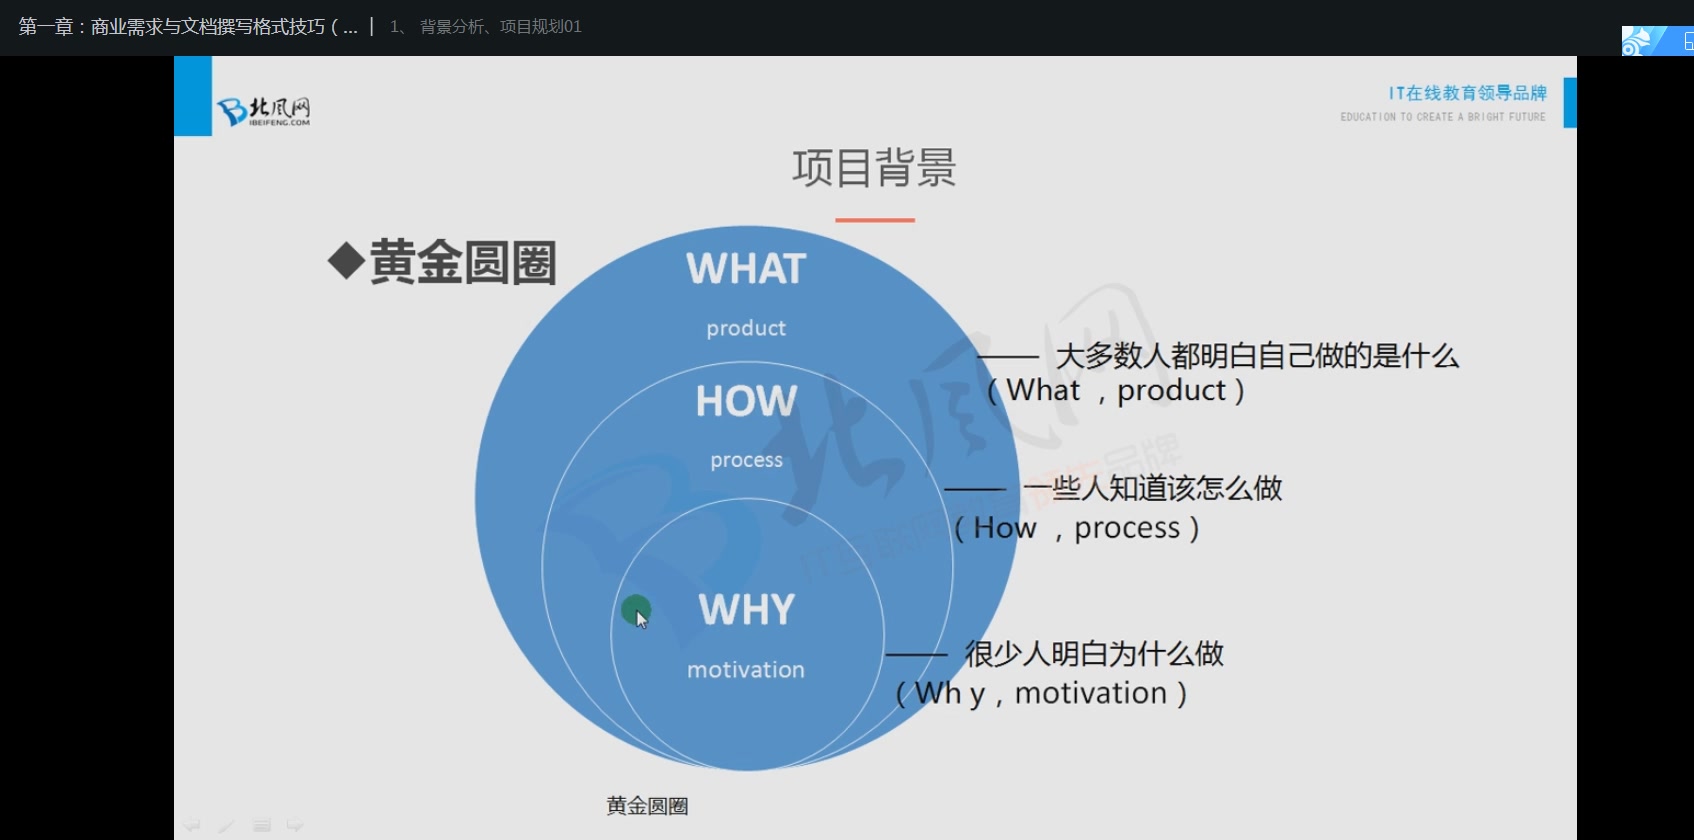 第一章：商业需求与文档撰写格式技巧（... | 1、 背景分析、项目规划01
北风网
IBEIFENG.COM
IT在线教育领导品牌
EDUCATION TO CREATE A BRIGHT FUTURE
项目背景
◆黄金圆圈
WHAT
product
—— 大多数人都明白自己做的是什么
（What ，product）
HOW
process
—— 一些人知道该怎么做
（How ，process）
WHY
motivation
—— 很少人明白为什么做
（Wh y，motivation）
北风网
黄金圆圈